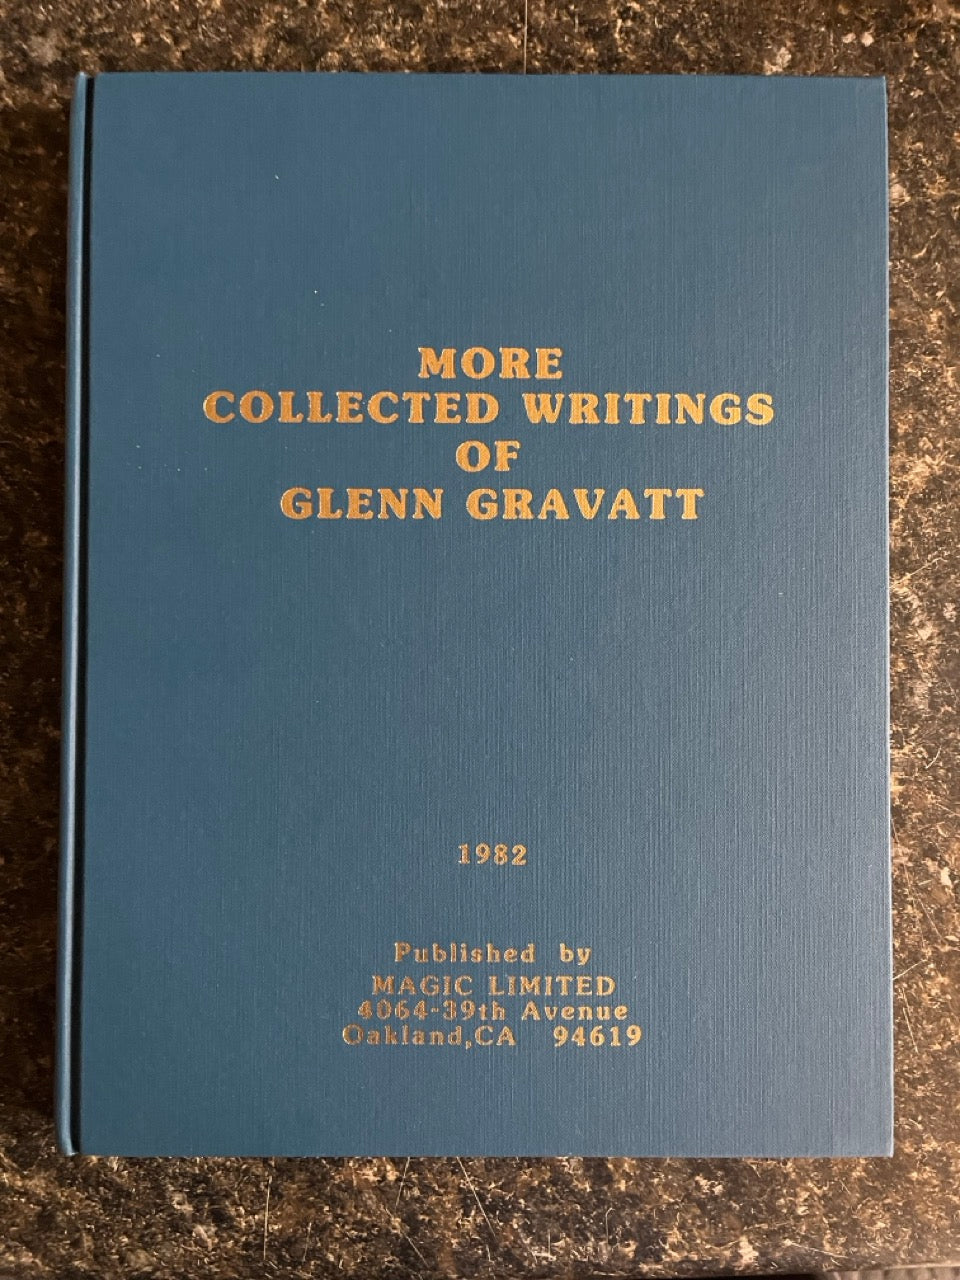 MORE
COLLECTED WRITINGS
OF
GLENN GRAVATT
1982
Published by
MAGIC LIMITED
4064-39th Avenue
Oakland,CA 94619